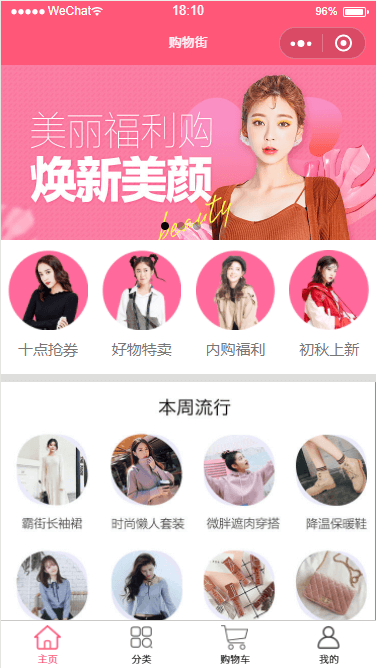 WeChat 18:10 96%
购物街
美丽福利购
焕新美颜
beauty
十点抢券 好物特卖 内购福利 初秋上新
本周流行
霸街长袖裙 时尚懒人套装 微胖遮肉穿搭 降温保暖鞋
主页 分类 购物车 我的